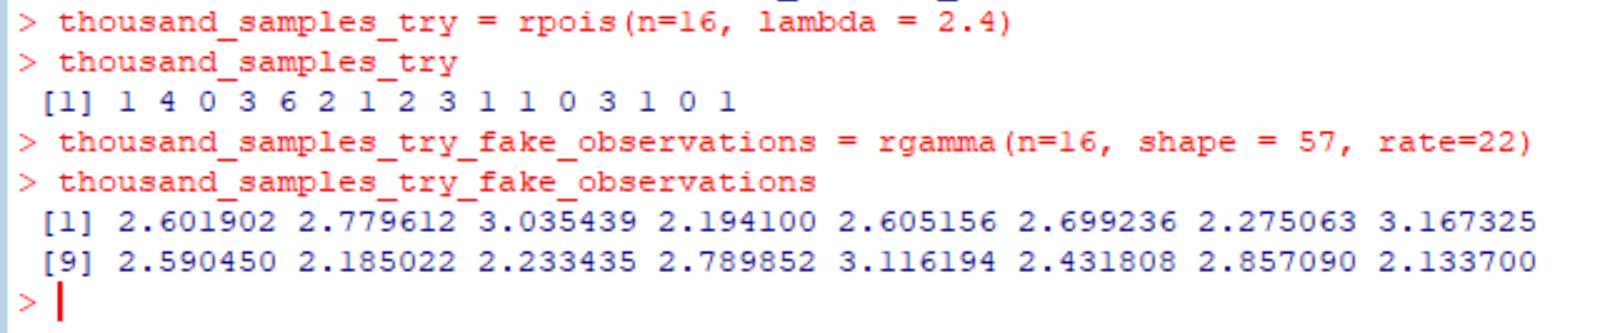 > thousand_samples_try = rpois(n=16, lambda = 2.4)
> thousand_samples_try
[1] 1 4 0 3 6 2 1 2 3 1 1 0 3 1 0 1
> thousand_samples_try_fake_observations = rgamma(n=16, shape = 57, rate=22)
> thousand_samples_try_fake_observations
[1] 2.601902 2.779612 3.035439 2.194100 2.605156 2.699236 2.275063 3.167325
[9] 2.590450 2.185022 2.233435 2.789852 3.116194 2.431808 2.857090 2.133700
>